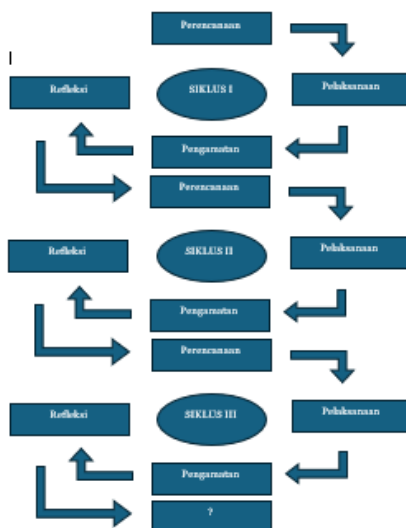 Perencanaan
Refleksi
SIKLUS I
Pelaksanaan
Pengamatan
Perencanaan
Refleksi
SIKLUS II
Pelaksanaan
Pengamatan
Perencanaan
Refleksi
SIKLUS III
Pelaksanaan
Pengamatan
?